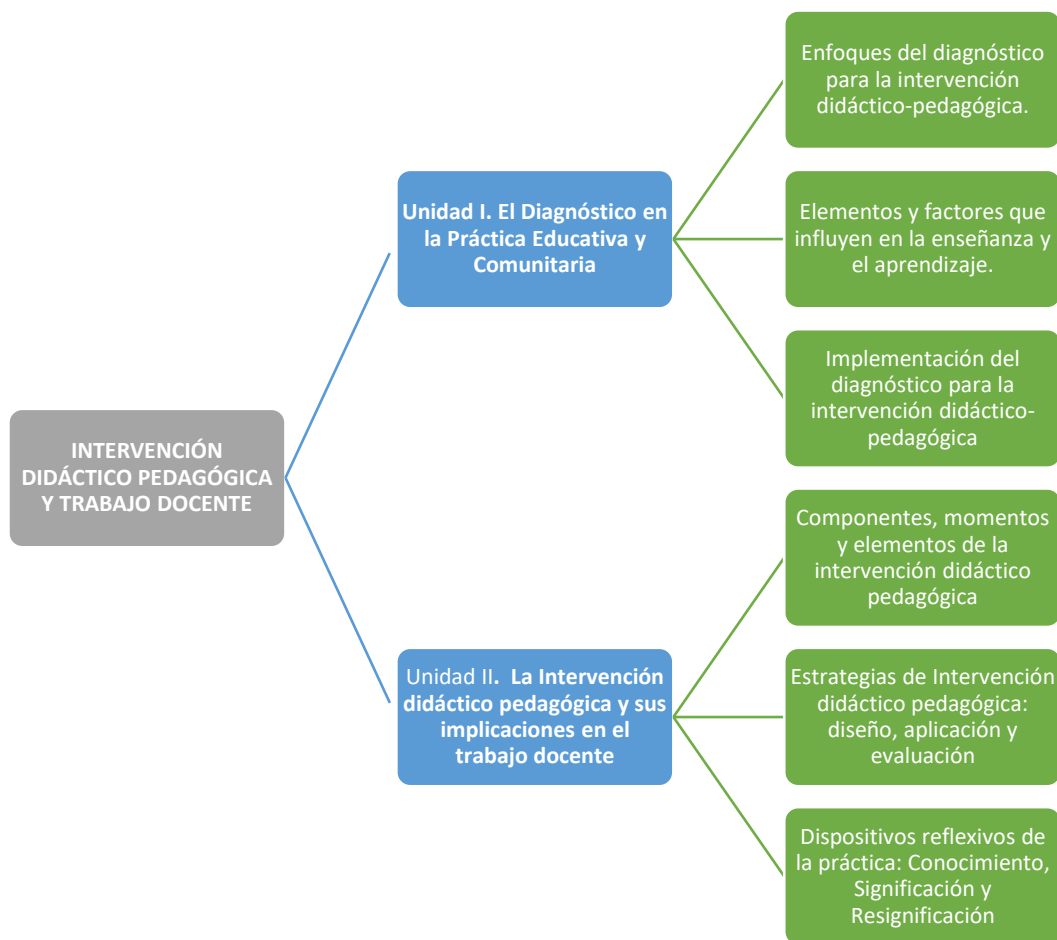 INTERVENCIÓN
DIDÁCTICO PEDAGÓGICA
Y TRABAJO DOCENTE
Unidad I. El Diagnóstico en
la Práctica Educativa y
Comunitaria
Enfoques del diagnóstico
para la intervención
didáctico-pedagógica.
Elementos y factores que
influyen en la enseñanza y
el aprendizaje.
Implementación del
diagnóstico para la
intervención didáctico-
pedagógica
Unidad II. La Intervención
didáctico pedagógica y sus
implicaciones en el
trabajo docente
Componentes, momentos
y elementos de la
intervención didáctico
pedagógica
Estrategias de Intervención
didáctico pedagógica:
diseño, aplicación y
evaluación
Dispositivos reflexivos de
la práctica: Conocimiento,
Significación y
Resignificación